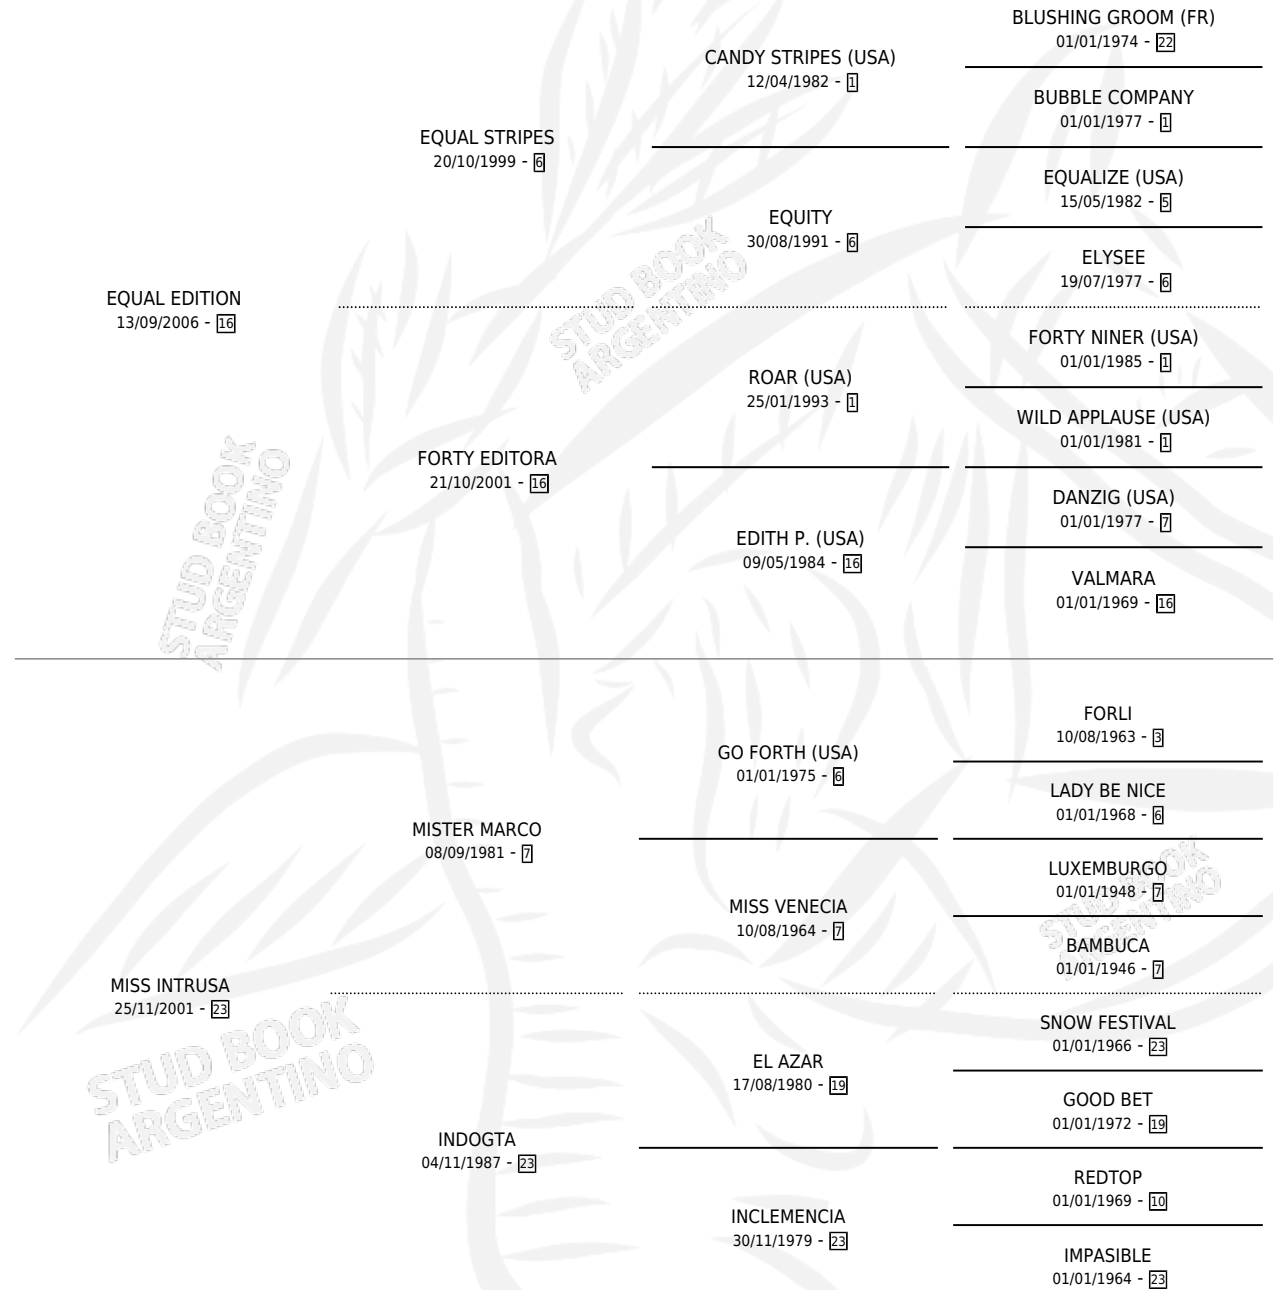 BLUSHING GROOM (FR)
01/01/1974 - 22
CANDY STRIPES (USA)
12/04/1982 - 1
BUBBLE COMPANY
01/01/1977 - 1
EQUAL STRIPES
20/10/1999 - 6
EQUALIZE (USA)
15/05/1982 - 5
EQUITY
30/08/1991 - 6
ELYSEE
19/07/1977 - 6
EQUAL EDITION
13/09/2006 - 16
FORTY NINER (USA)
01/01/1985 - 1
ROAR (USA)
25/01/1993 - 1
WILD APPLAUSE (USA)
01/01/1981 - 1
FORTY EDITORA
21/10/2001 - 16
DANZIG (USA)
01/01/1977 - 7
EDITH P. (USA)
09/05/1984 - 16
VALMARA
01/01/1969 - 16
FORLI
10/08/1963 - 3
GO FORTH (USA)
01/01/1975 - 6
LADY BE NICE
01/01/1968 - 6
MISTER MARCO
08/09/1981 - 7
LUXEMBURGO
01/01/1948 - 7
MISS VENECIA
10/08/1964 - 7
BAMBUCA
01/01/1946 - 7
MISS INTRUSA
25/11/2001 - 23
SNOW FESTIVAL
01/01/1966 - 23
EL AZAR
17/08/1980 - 19
GOOD BET
01/01/1972 - 19
INDOGTA
04/11/1987 - 23
REDTOP
01/01/1969 - 10
INCLEMENCIA
30/11/1979 - 23
IMPASIBLE
01/01/1964 - 23
STUD BOOK
ARGENTINO
STUD BOOK
ARGENTINO
STUD BOOK
ARGENTINO
STUD BOOK
ARGENTINO